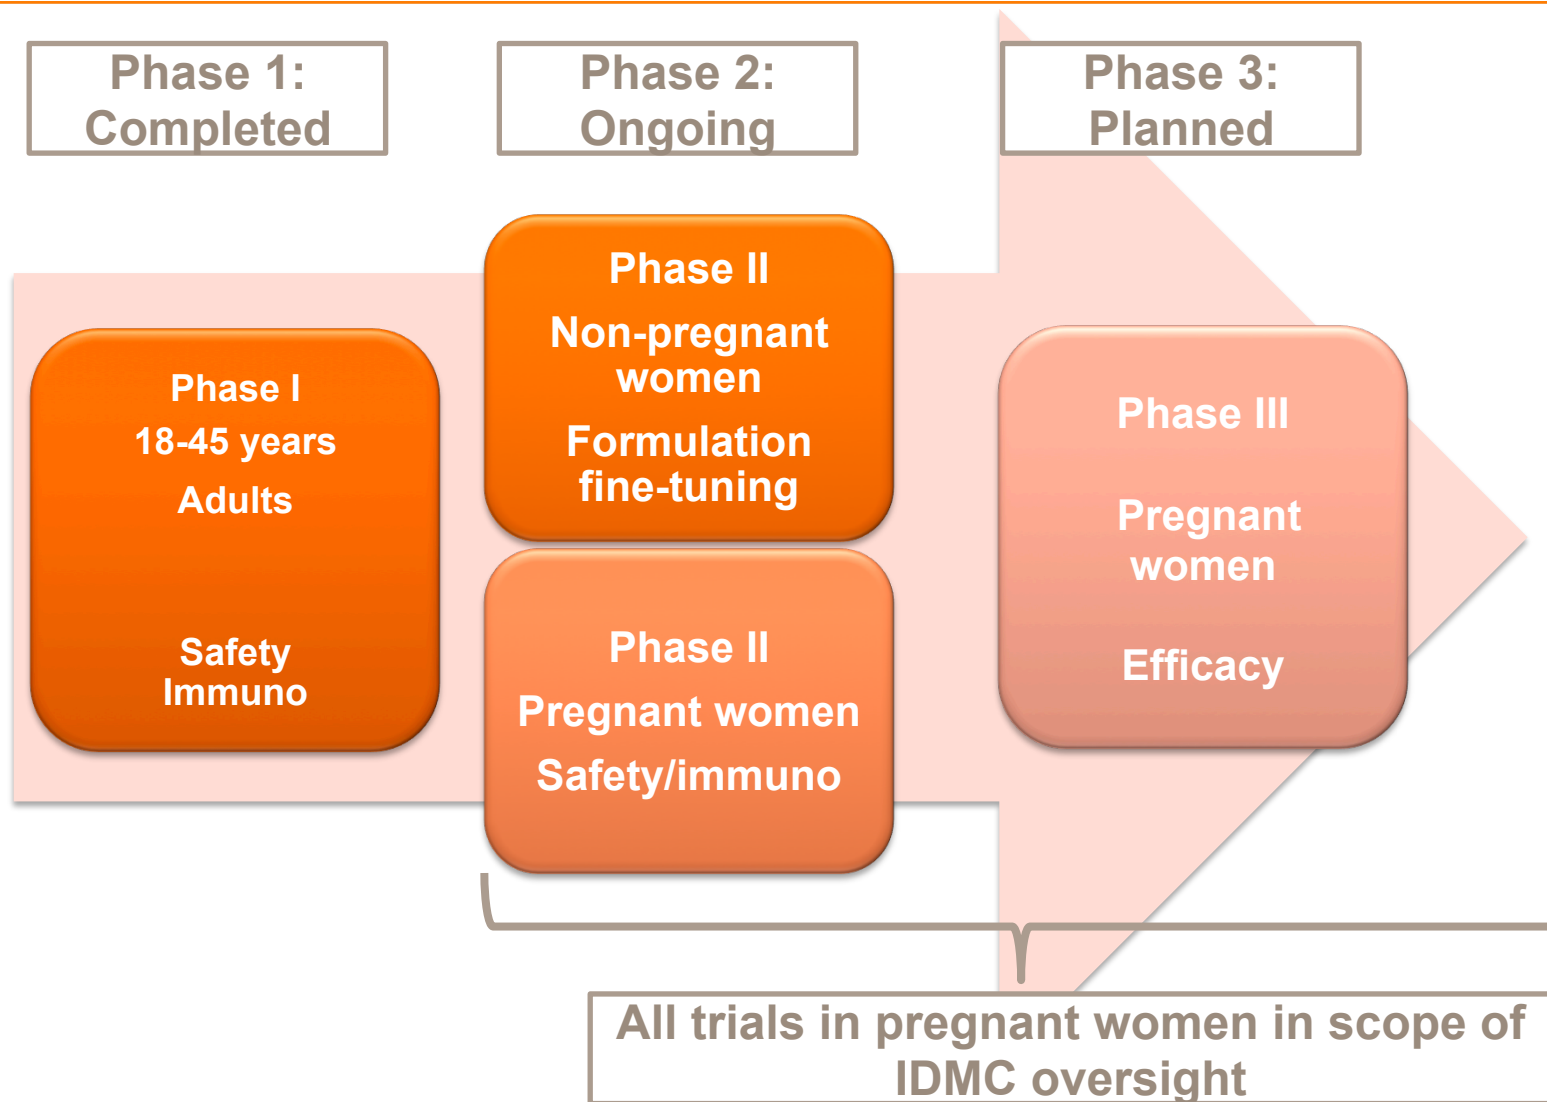 Phase 1:
Completed
Phase 2:
Ongoing
Phase 3:
Planned
Phase I
18-45 years
Adults
Safety
Immuno
Phase II
Non-pregnant
women
Formulation
fine-tuning
Phase II
Pregnant women
Safety/immuno
Phase III
Pregnant
women
Efficacy
All trials in pregnant women in scope of
IDMC oversight